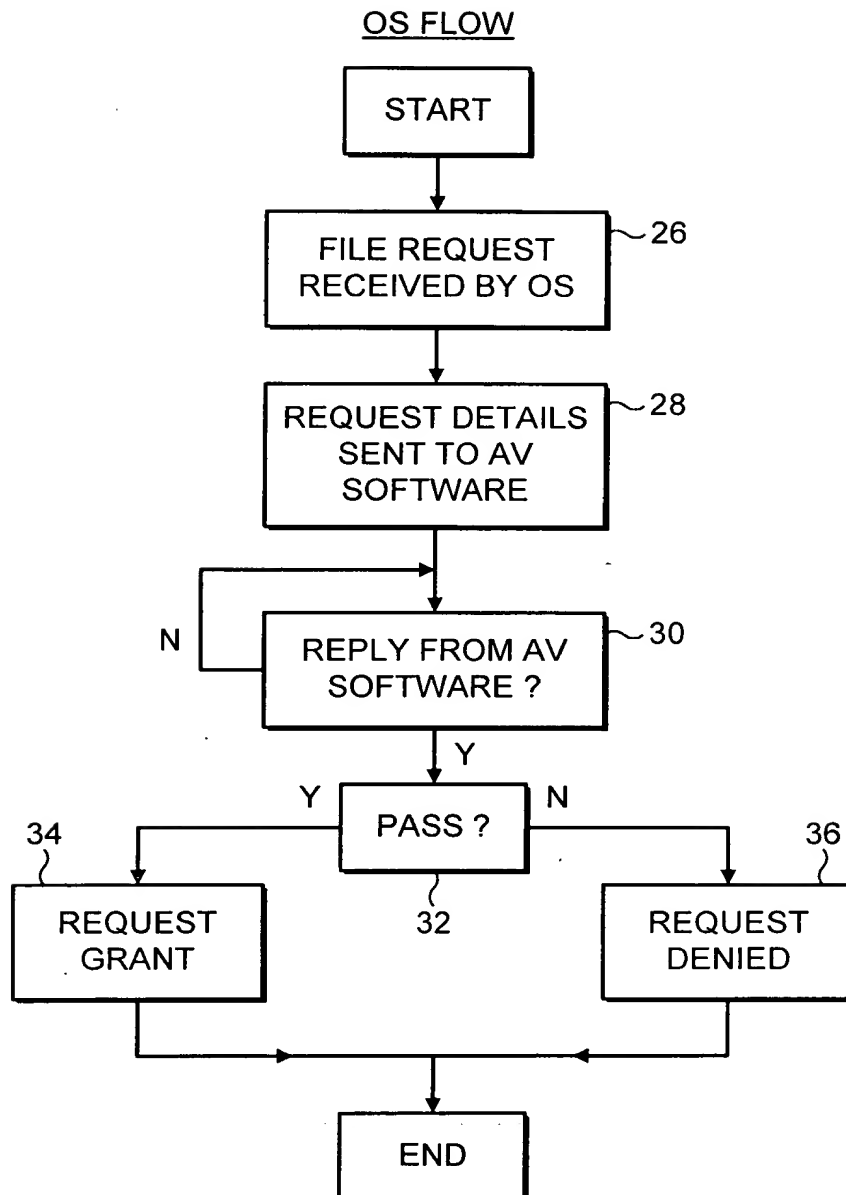 OS FLOW
START
26
FILE REQUEST
RECEIVED BY OS
28
REQUEST DETAILS
SENT TO AV
SOFTWARE
N
30
REPLY FROM AV
SOFTWARE ?
Y
Y
N
PASS ?
32
34
36
REQUEST
GRANT
REQUEST
DENIED
END